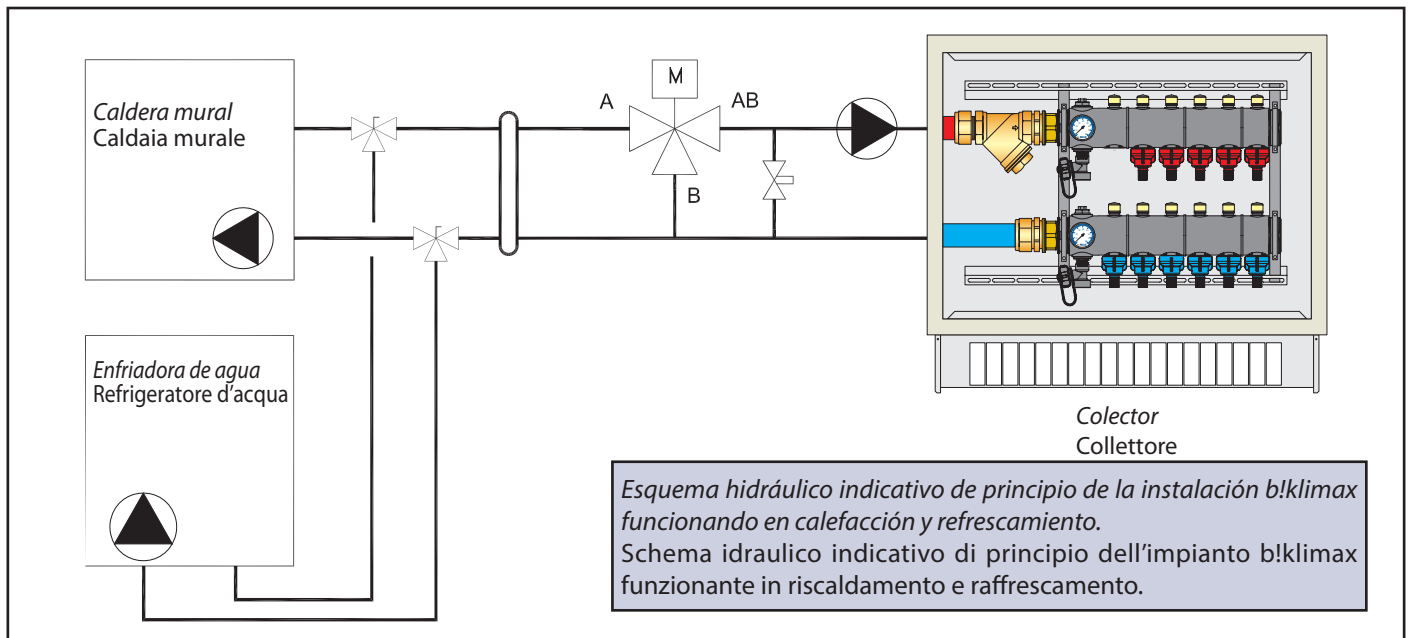 Caldera mural
Caldaia murale
M
A
AB
B
Enfriadora de agua
Refrigeratore d'acqua
Colector
Collettore
Esquema hidráulico indicativo de principio de la instalación b!klimax
funcionando en calefacción y refrescamiento.
Schema idraulico indicativo di principio dell'impianto b!klimax
funzionante in riscaldamento e raffrescamento.